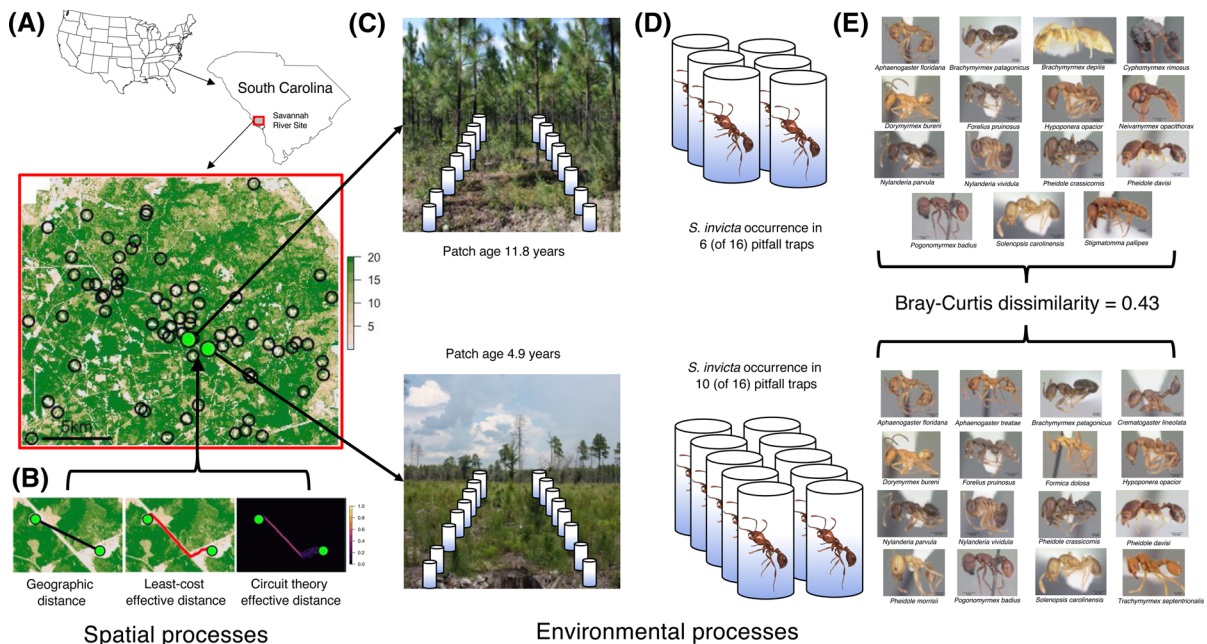 (A)
South Carolina
Savannah
River Site
20
15
10
5
5km
(B)
1.0
0.8
0.6
0.4
0.2
0.0
Geographic
distance
Least-cost
effective distance
Circuit theory
effective distance
Spatial processes
(C)
Patch age 11.8 years
Patch age 4.9 years
Environmental processes
(D)
S. invicta occurrence in
6 (of 16) pitfall traps
S. invicta occurrence in
10 (of 16) pitfall traps
(E)
Aphaenogaster floridana
Brachymyrmex patagonicus
Brachymyrmex depilis
Cyphomyrmex rimosus
Dorymyrmex bureni
Forelius pruinosus
Hypoponera opacior
Neivamyrmex opacithorax
Nylanderia parvula
Nylanderia vividula
Pheidole crassicornis
Pheidole davisi
Pogonomyrmex badius
Solenopsis carolinensis
Stigmatomma pallipes
Bray-Curtis dissimilarity = 0.43
Aphaenogaster floridana
Aphaenogaster treatae
Brachymyrmex patagonicus
Crematogaster lineolata
Dorymyrmex bureni
Forelius pruinosus
Formica dolosa
Hypoponera opacior
Nylanderia parvula
Nylanderia vividula
Pheidole crassicornis
Pheidole davisi
Pheidole morrisii
Pogonomyrmex badius
Solenopsis carolinensis
Trachymyrmex septentrionalis